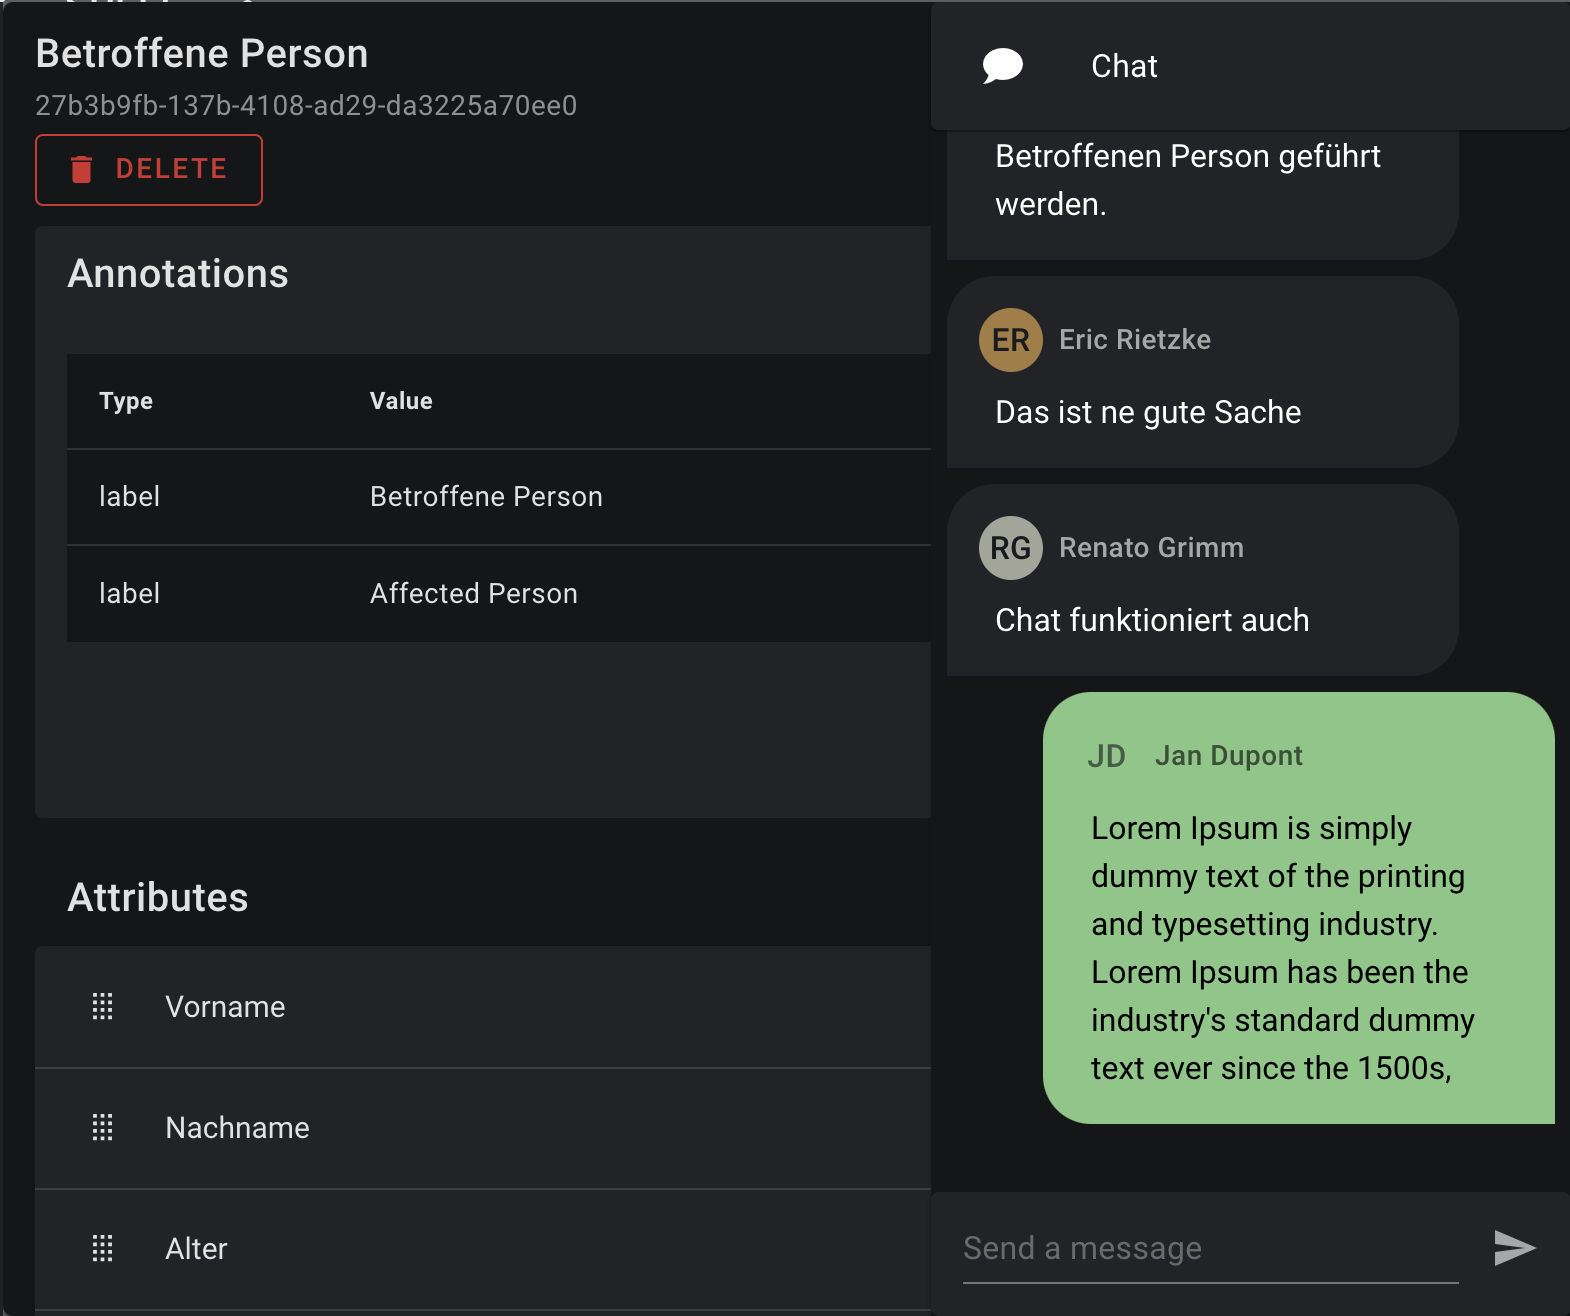 Betroffene Person
27b3b9fb-137b-4108-ad29-da3225a70ee0
DELETE
Annotations
Type Value
label Betroffene Person
label Affected Person
Attributes
Vorname
Nachname
Alter
Chat
Betroffenen Person geführt
werden.
ER Eric Rietzke
Das ist ne gute Sache
RG Renato Grimm
Chat funktioniert auch
JD Jan Dupont
Lorem Ipsum is simply
dummy text of the printing
and typesetting industry.
Lorem Ipsum has been the
industry's standard dummy
text ever since the 1500s,
Send a message